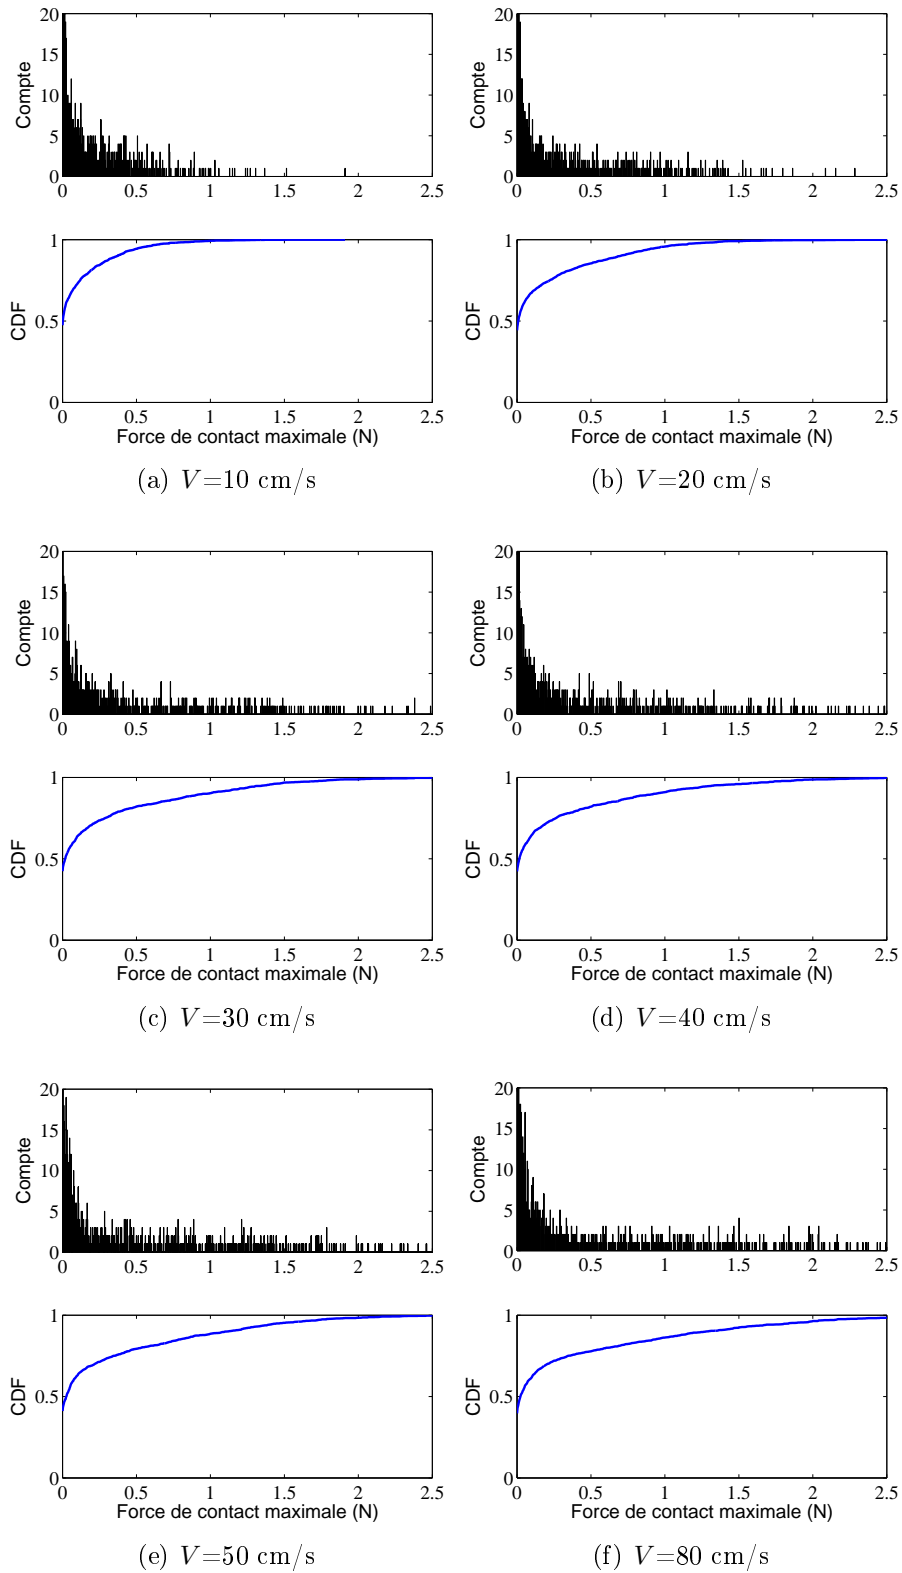 20 20
15 15
10 10
5 5
0 0
Compte Compte
0 0.5 1 1.5 2 2.5 0 0.5 1 1.5 2 2.5
1 1
0.5 0.5
0 0
CDF CDF
0 0.5 1 1.5 2 2.5 0 0.5 1 1.5 2 2.5
Force de contact maximale (N) Force de contact maximale (N)
(a) V=10 cm/s (b) V=20 cm/s
20 20
15 15
10 10
5 5
0 0
Compte Compte
0 0.5 1 1.5 2 2.5 0 0.5 1 1.5 2 2.5
1 1
0.5 0.5
0 0
CDF CDF
0 0.5 1 1.5 2 2.5 0 0.5 1 1.5 2 2.5
Force de contact maximale (N) Force de contact maximale (N)
(c) V=30 cm/s (d) V=40 cm/s
20 20
15 15
10 10
5 5
0 0
Compte Compte
0 0.5 1 1.5 2 2.5 0 0.5 1 1.5 2 2.5
1 1
0.5 0.5
0 0
CDF CDF
0 0.5 1 1.5 2 2.5 0 0.5 1 1.5 2 2.5
Force de contact maximale (N) Force de contact maximale (N)
(e) V=50 cm/s (f) V=80 cm/s